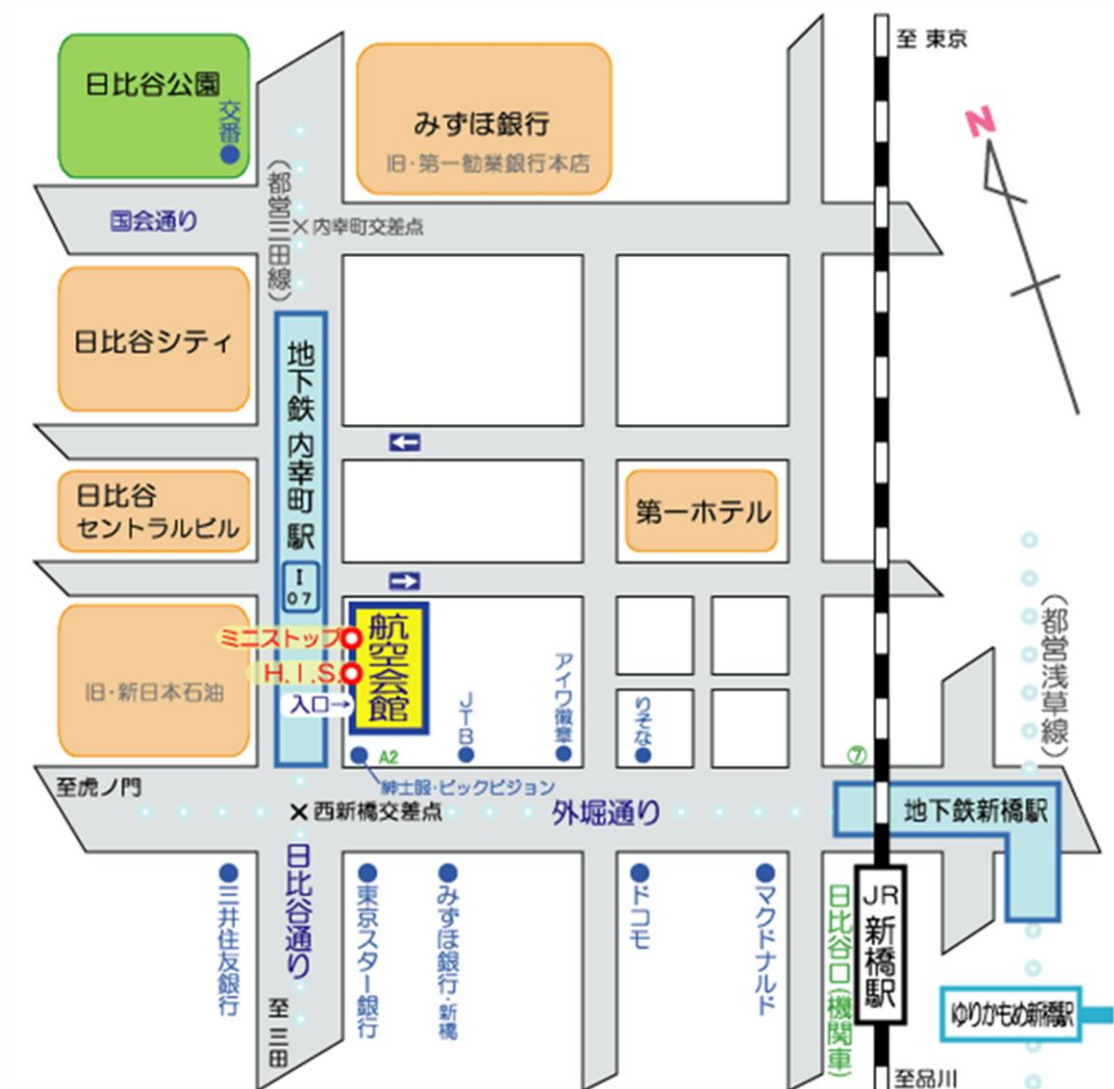 至 東京
日比谷公園
交番
みずほ銀行
旧・第一勧業銀行本店
N
(都営三田線)
国会通り
内幸町交差点
日比谷シティ
地下鉄 内幸町駅
I
07
日比谷
セントラルビル
第一ホテル
旧・新日本石油
ミニストップ
H.I.S.
入口→
航空会館
JTB
アイワ徽章
りそな
(都営浅草線)
A2
紳士服・ビックビジョン
⑦
至虎ノ門
西新橋交差点
外堀通り
地下鉄新橋駅
三井住友銀行
日比谷通り
至 三田
東京スター銀行
みずほ銀行・新橋
ドコモ
マクドナルド
日比谷口(機関車)
JR
新橋駅
ゆりかもめ新橋駅
至品川